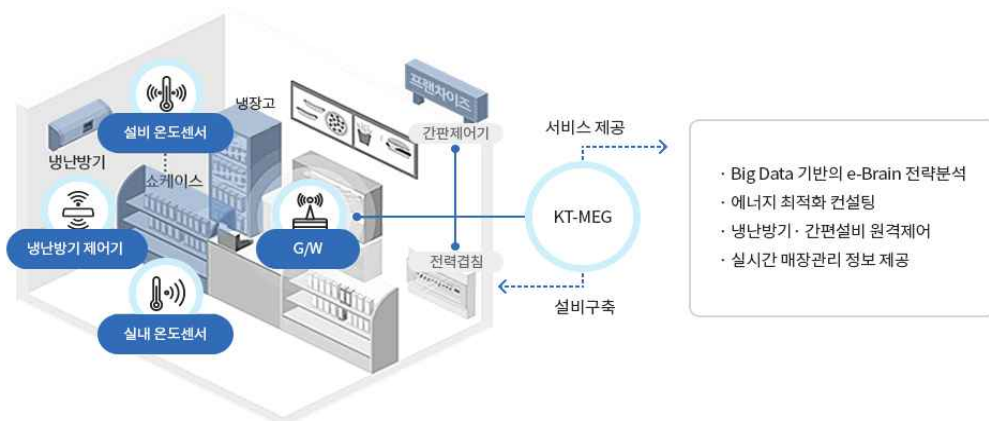 프랜차이즈
냉장고
설비 온도센서
간판제어기
서비스 제공
냉난방기
쇼케이스
· Big Data 기반의 e-Brain 전략분석
· 에너지 최적화 컨설팅
· 냉난방기 · 간편설비 원격제어
· 실시간 매장관리 정보 제공
KT-MEG
냉난방기 제어기
G/W
전력겸침
설비구축
실내 온도센서